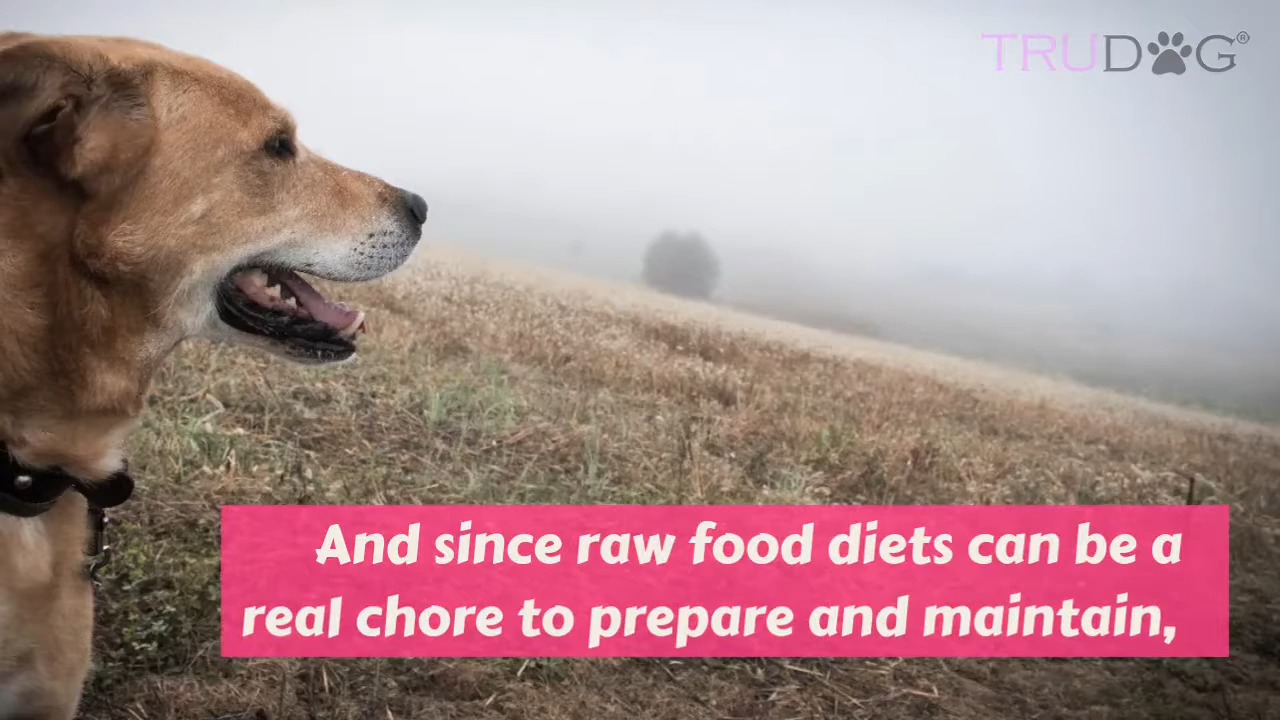 TRUDOG®
And since raw food diets can be a
real chore to prepare and maintain,